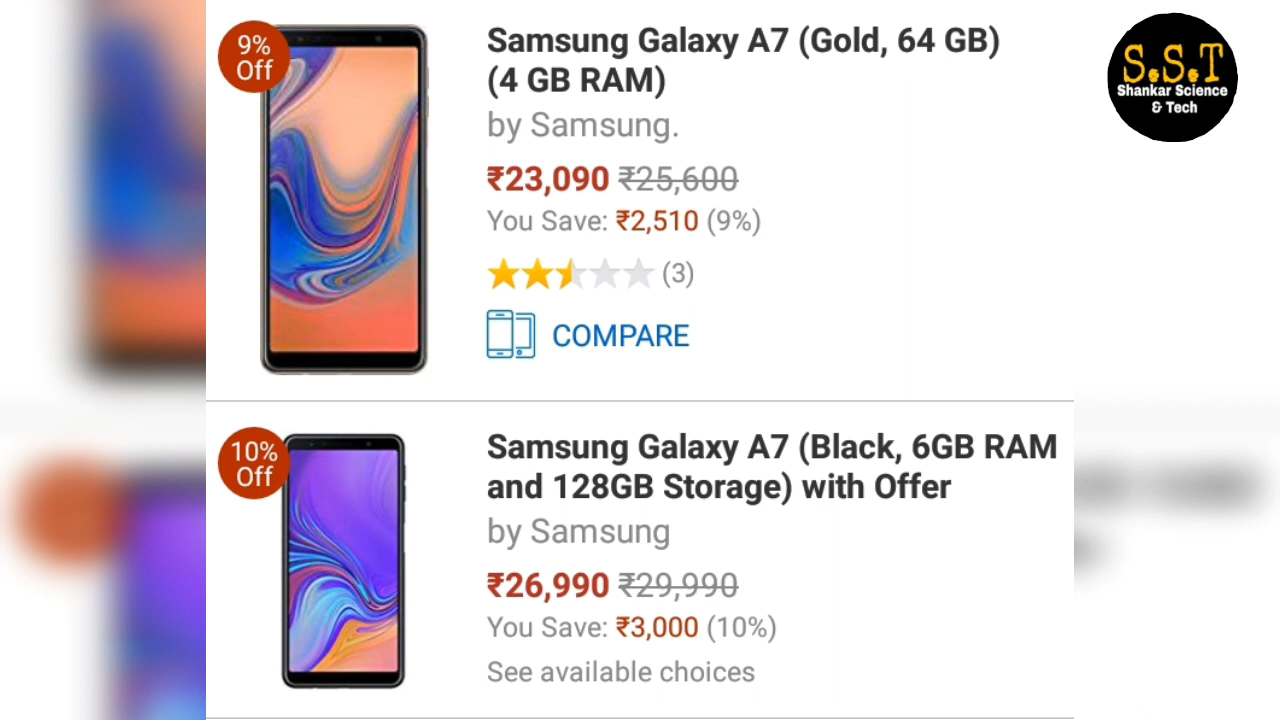 9%
Off
Samsung Galaxy A7 (Gold, 64 GB)
(4 GB RAM)
by Samsung.
₹23,090 ₹25,600
You Save: ₹2,510 (9%)
(3)
COMPARE
S.S.T
Shankar Science
& Tech
10%
Off
Samsung Galaxy A7 (Black, 6GB RAM
and 128GB Storage) with Offer
by Samsung
₹26,990 ₹29,990
You Save: ₹3,000 (10%)
See available choices